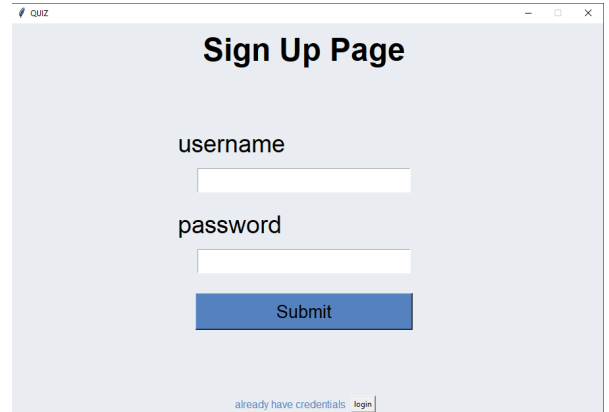 QUIZ
Sign Up Page
username
password
Submit
already have credentials login